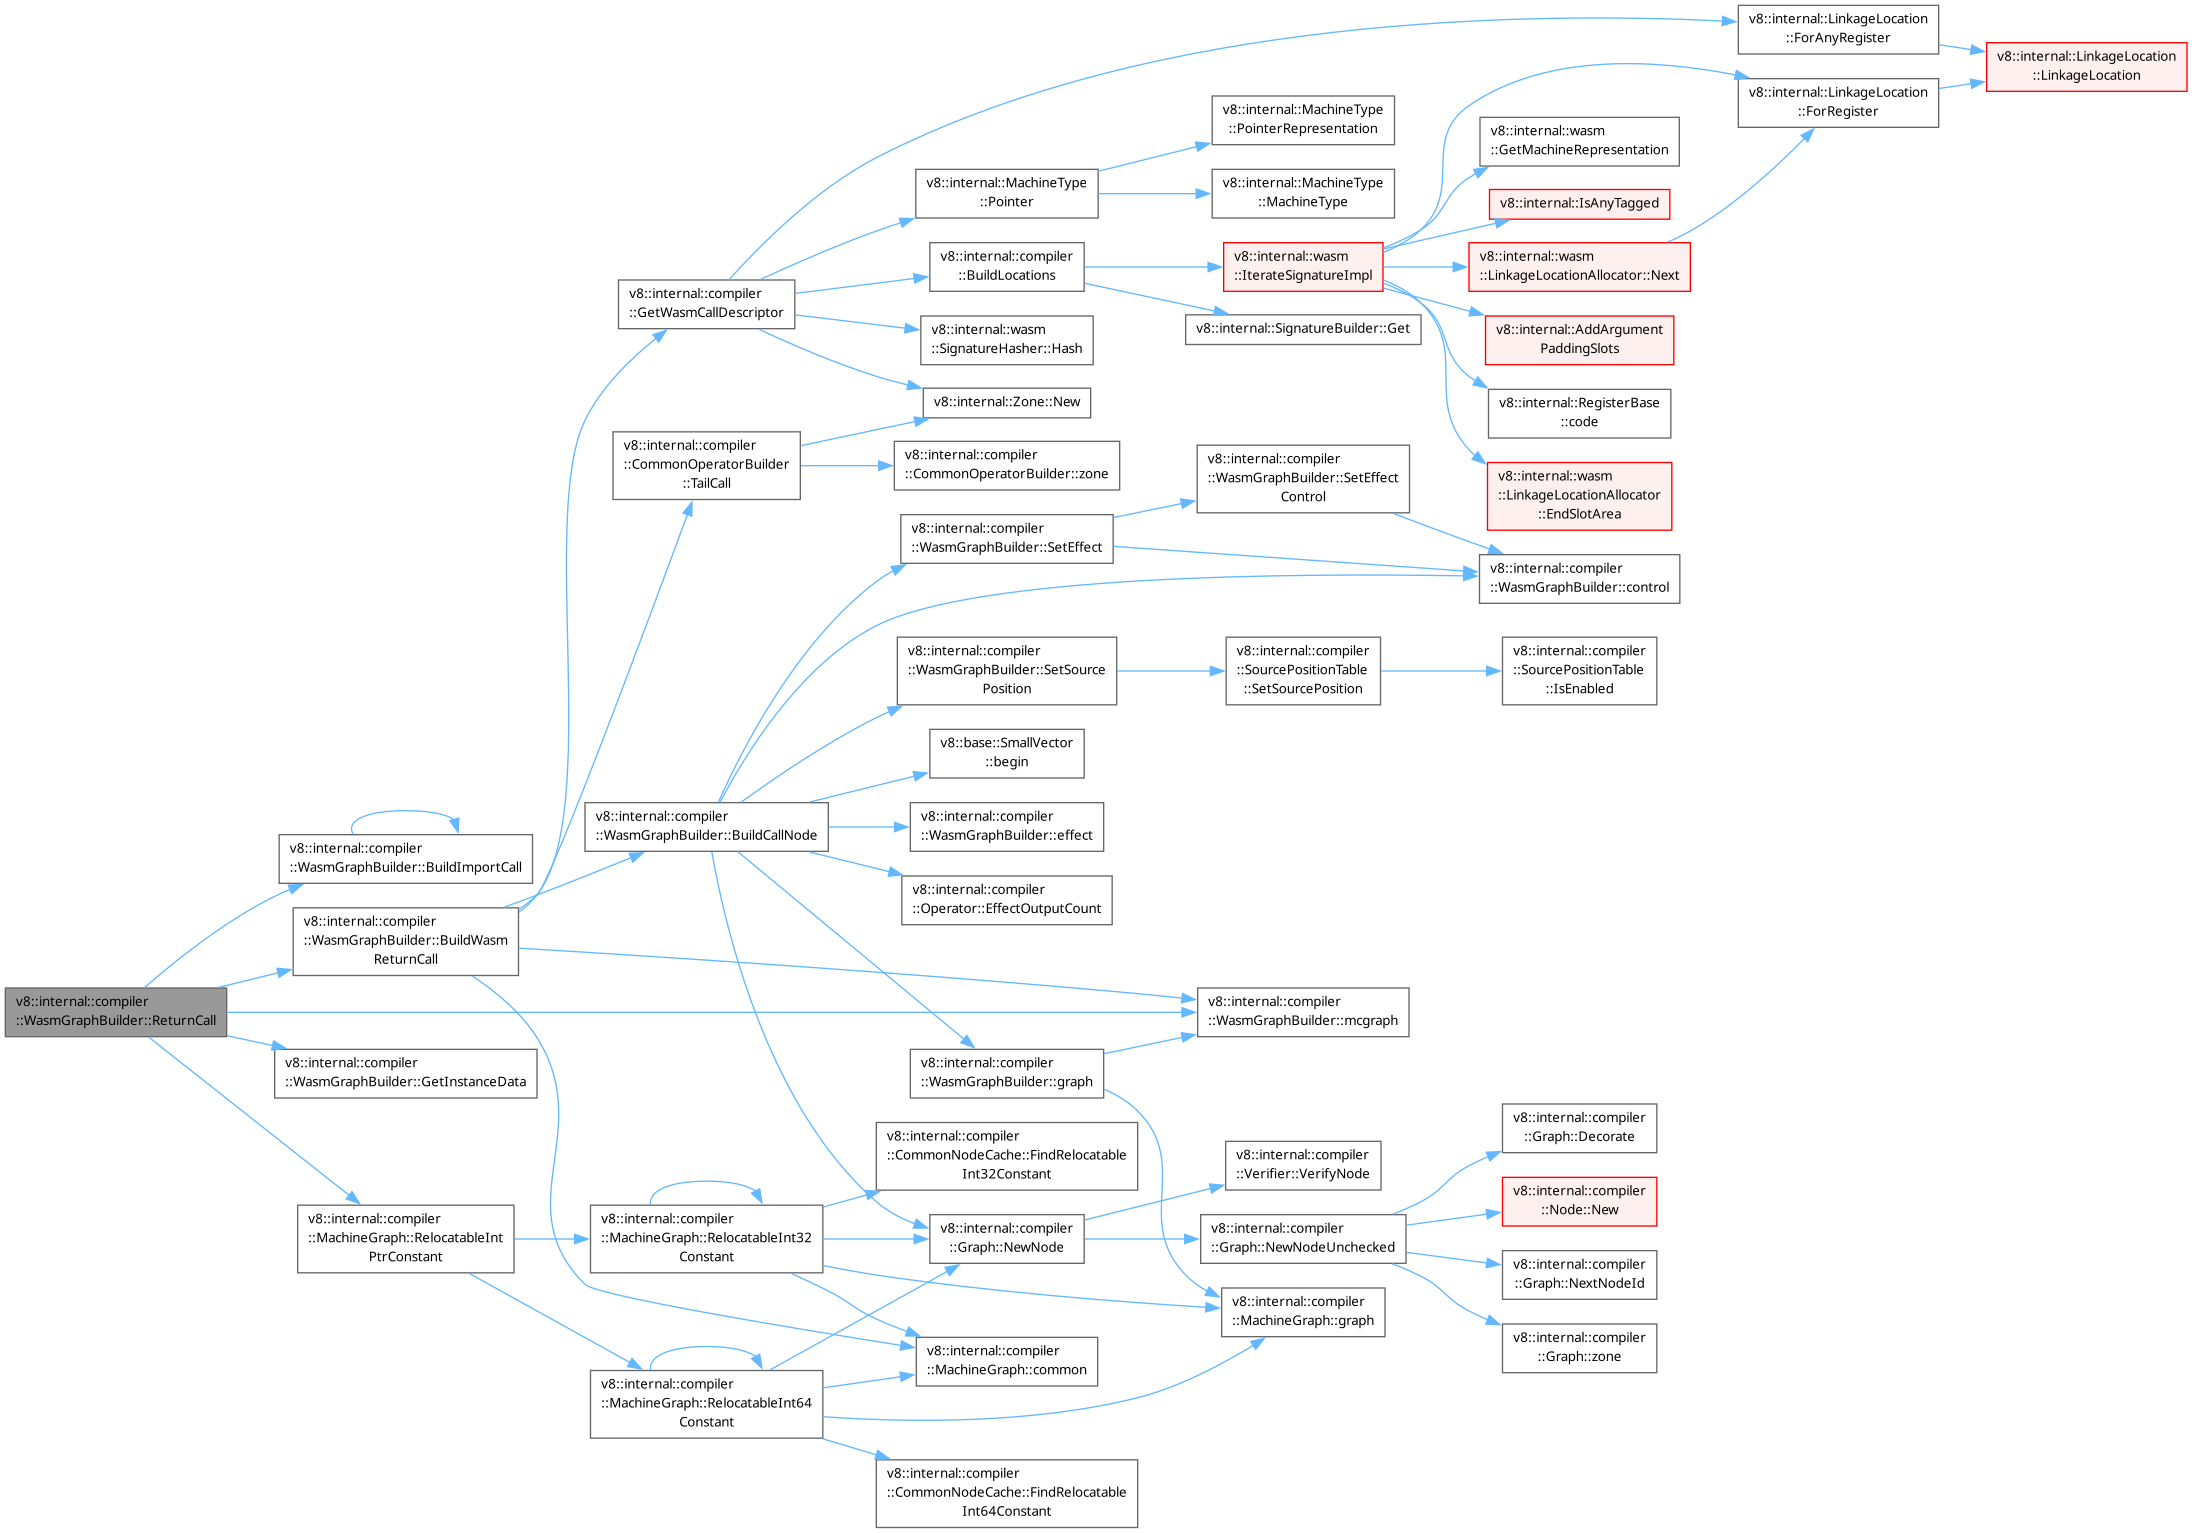 v8::internal::LinkageLocation
::ForAnyRegister
v8::internal::LinkageLocation
::LinkageLocation
v8::internal::LinkageLocation
::ForRegister
v8::internal::MachineType
::PointerRepresentation
v8::internal::wasm
::GetMachineRepresentation
v8::internal::MachineType
::Pointer
v8::internal::MachineType
::MachineType
v8::internal::IsAnyTagged
v8::internal::compiler
::BuildLocations
v8::internal::wasm
::IterateSignatureImpl
v8::internal::wasm
::LinkageLocationAllocator::Next
v8::internal::compiler
::GetWasmCallDescriptor
v8::internal::SignatureBuilder::Get
v8::internal::AddArgument
PaddingSlots
v8::internal::wasm
::SignatureHasher::Hash
v8::internal::Zone::New
v8::internal::RegisterBase
::code
v8::internal::compiler
::CommonOperatorBuilder
::TailCall
v8::internal::compiler
::CommonOperatorBuilder::zone
v8::internal::compiler
::WasmGraphBuilder::SetEffect
Control
v8::internal::wasm
::LinkageLocationAllocator
::EndSlotArea
v8::internal::compiler
::WasmGraphBuilder::SetEffect
v8::internal::compiler
::WasmGraphBuilder::control
v8::internal::compiler
::WasmGraphBuilder::SetSource
Position
v8::internal::compiler
::SourcePositionTable
::SetSourcePosition
v8::internal::compiler
::SourcePositionTable
::IsEnabled
v8::base::SmallVector
::begin
v8::internal::compiler
::WasmGraphBuilder::BuildCallNode
v8::internal::compiler
::WasmGraphBuilder::effect
v8::internal::compiler
::WasmGraphBuilder::BuildImportCall
v8::internal::compiler
::Operator::EffectOutputCount
v8::internal::compiler
::WasmGraphBuilder::BuildWasm
ReturnCall
v8::internal::compiler
::WasmGraphBuilder::ReturnCall
v8::internal::compiler
::WasmGraphBuilder::mcgraph
v8::internal::compiler
::WasmGraphBuilder::GetInstanceData
v8::internal::compiler
::WasmGraphBuilder::graph
v8::internal::compiler
::Graph::Decorate
v8::internal::compiler
::CommonNodeCache::FindRelocatable
Int32Constant
v8::internal::compiler
::Verifier::VerifyNode
v8::internal::compiler
::Node::New
v8::internal::compiler
::MachineGraph::RelocatableInt
PtrConstant
v8::internal::compiler
::MachineGraph::RelocatableInt32
Constant
v8::internal::compiler
::Graph::NewNode
v8::internal::compiler
::Graph::NewNodeUnchecked
v8::internal::compiler
::Graph::NextNodeId
v8::internal::compiler
::MachineGraph::graph
v8::internal::compiler
::Graph::zone
v8::internal::compiler
::MachineGraph::common
v8::internal::compiler
::MachineGraph::RelocatableInt64
Constant
v8::internal::compiler
::CommonNodeCache::FindRelocatable
Int64Constant